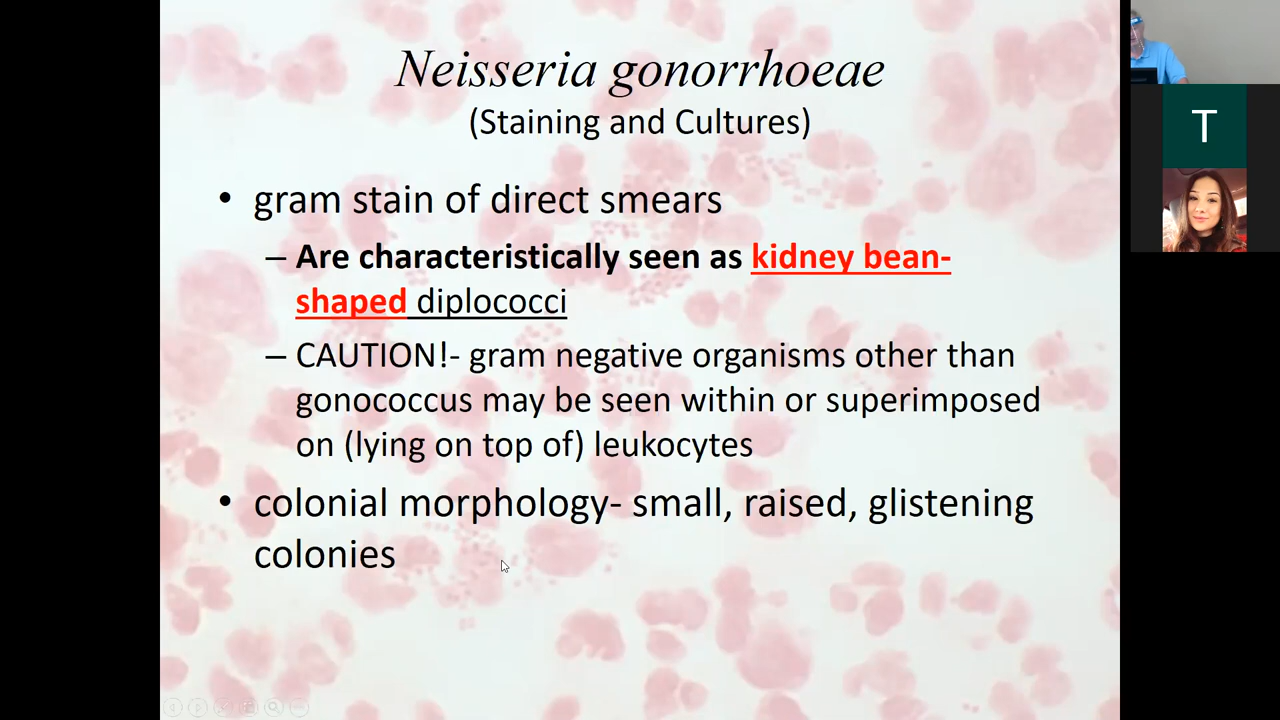 Neisseria gonorrhoeae
(Staining and Cultures)
• gram stain of direct smears
– Are characteristically seen as kidney bean-
shaped diplococci
– CAUTION!- gram negative organisms other than
gonococcus may be seen within or superimposed
on (lying on top of) leukocytes
• colonial morphology- small, raised, glistening
colonies
T